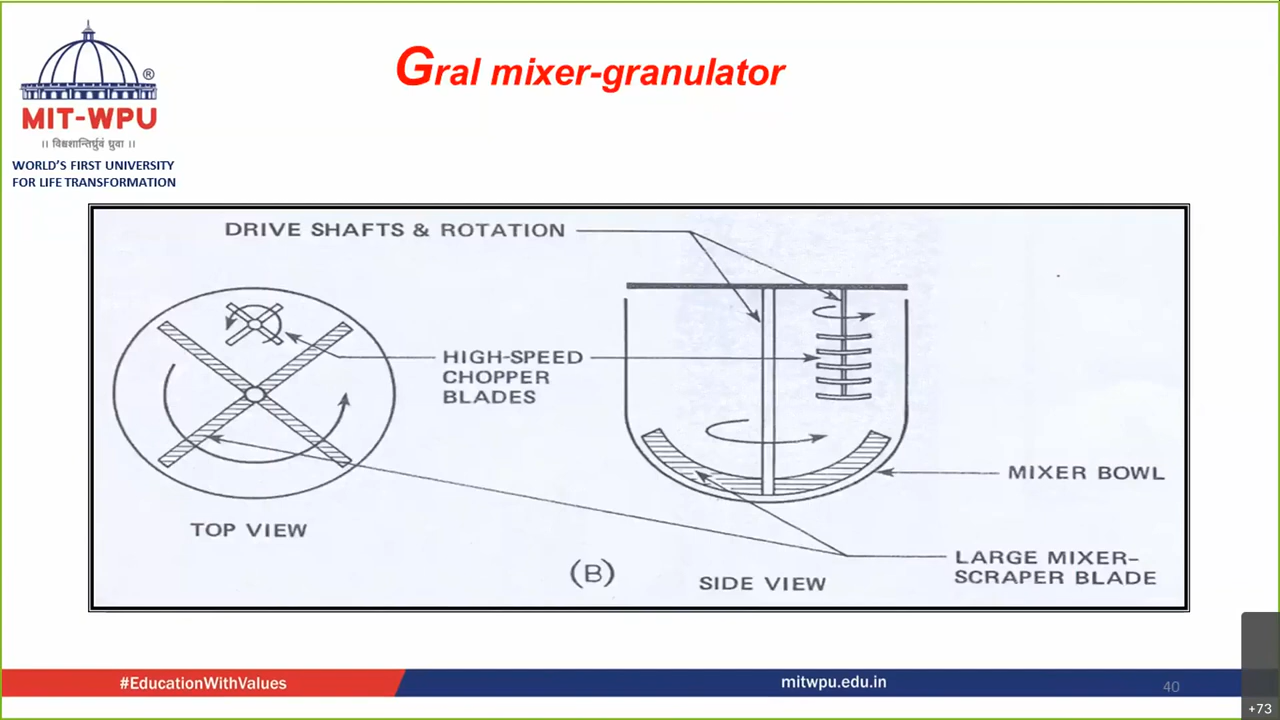 Gral mixer-granulator
®
MIT-WPU
॥ विश्वशान्तिर्ध्रुवं ध्रुवा ॥
WORLD'S FIRST UNIVERSITY
FOR LIFE TRANSFORMATION
DRIVE SHAFTS & ROTATION
HIGH-SPEED
CHOPPER
BLADES
MIXER BOWL
TOP VIEW
LARGE MIXER-
SCRAPER BLADE
(B)
SIDE VIEW
#EducationWithValues
mitwpu.edu.in
40
+73